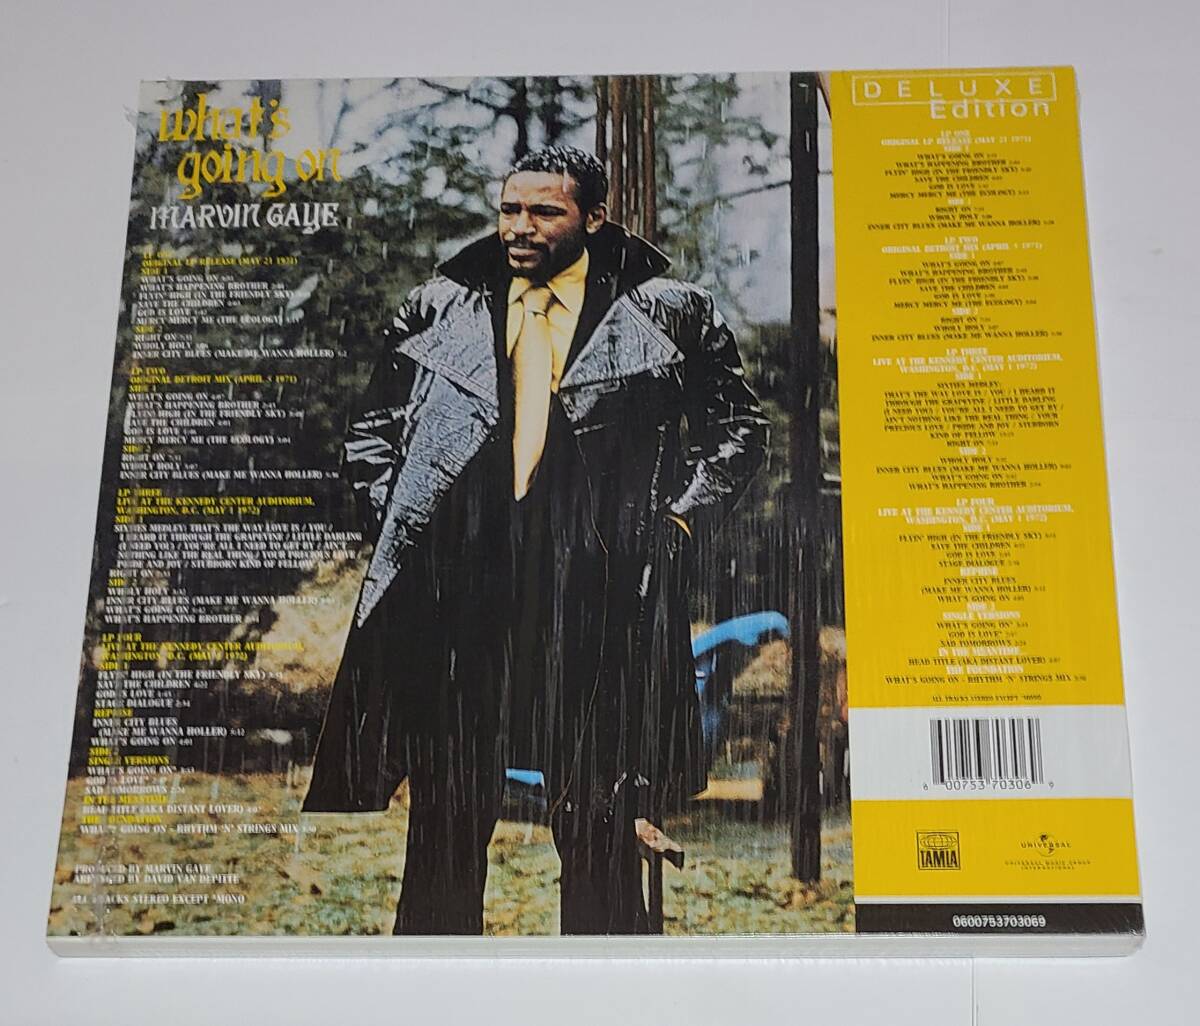 what's
going on
MARVIN GAYE
ORIGINAL LP RELEASE (MAY 21 1971)
SIDE 1
WHAT'S GOING ON
WHAT'S HAPPENING BROTHER
FLYIN' HIGH (IN THE FRIENDLY SKY)
SAVE THE CHILDREN
GOD IS LOVE
MERCY MERCY ME (THE ECOLOGY)
SIDE 2
RIGHT ON
WHOLY HOLY
INNER CITY BLUES (MAKE ME WANNA HOLLER)
LP TWO
ORIGINAL DETROIT MIX (APRIL 5 1971)
SIDE 1
WHAT'S GOING ON
WHAT'S HAPPENING BROTHER
FLYIN' HIGH (IN THE FRIENDLY SKY)
SAVE THE CHILDREN
GOD IS LOVE
MERCY MERCY ME (THE ECOLOGY)
SIDE 2
RIGHT ON
WHOLY HOLY
INNER CITY BLUES (MAKE ME WANNA HOLLER)
LP THREE
LIVE AT THE KENNEDY CENTER AUDITORIUM,
WASHINGTON, D.C. (MAY 1 1972)
SIDE 1
SIXTIES MEDLEY: THAT'S THE WAY LOVE IS / YOU /
I HEARD IT THROUGH THE GRAPEVINE / LITTLE DARLING
(I NEED YOU) / YOU'RE ALL I NEED TO GET BY / AIN'T
NOTHING LIKE THE REAL THING / YOUR PRECIOUS LOVE
PRIDE AND JOY / STUBBORN KIND OF FELLOW
RIGHT ON
SIDE 2
WHOLY HOLY
INNER CITY BLUES (MAKE ME WANNA HOLLER)
WHAT'S GOING ON
WHAT'S HAPPENING BROTHER
LP FOUR
LIVE AT THE KENNEDY CENTER AUDITORIUM,
WASHINGTON, D.C. (MAY 1 1972)
SIDE 1
FLYIN' HIGH (IN THE FRIENDLY SKY)
SAVE THE CHILDREN
GOD IS LOVE
STAGE DIALOGUE
REPRISE
INNER CITY BLUES
(MAKE ME WANNA HOLLER)
WHAT'S GOING ON
SIDE 2
SINGLE VERSIONS
WHAT'S GOING ON*
GOD IS LOVE*
SAD TOMORROWS
IN THE MEANTIME
HEAD TITLE (AKA DISTANT LOVER)
THE FOUNDATION
WHAT'S GOING ON - RHYTHM 'N' STRINGS MIX
PRODUCED BY MARVIN GAYE
ARRANGED BY DAVID VAN DEPITTE
ALL TRACKS STEREO EXCEPT *MONO
DELUXE
Edition
LP ONE
ORIGINAL LP RELEASE (MAY 21 1971)
SIDE 1
WHAT'S GOING ON
WHAT'S HAPPENING BROTHER
FLYIN' HIGH (IN THE FRIENDLY SKY)
SAVE THE CHILDREN
GOD IS LOVE
MERCY MERCY ME (THE ECOLOGY)
SIDE 2
RIGHT ON
WHOLY HOLY
INNER CITY BLUES (MAKE ME WANNA HOLLER)
LP TWO
ORIGINAL DETROIT MIX (APRIL 5 1971)
SIDE 1
WHAT'S GOING ON
WHAT'S HAPPENING BROTHER
FLYIN' HIGH (IN THE FRIENDLY SKY)
SAVE THE CHILDREN
GOD IS LOVE
MERCY MERCY ME (THE ECOLOGY)
SIDE 2
RIGHT ON
WHOLY HOLY
INNER CITY BLUES (MAKE ME WANNA HOLLER)
LP THREE
LIVE AT THE KENNEDY CENTER AUDITORIUM,
WASHINGTON, D.C. (MAY 1 1972)
SIDE 1
SIXTIES MEDLEY:
THAT'S THE WAY LOVE IS / YOU / I HEARD IT
THROUGH THE GRAPEVINE / LITTLE DARLING
(I NEED YOU) / YOU'RE ALL I NEED TO GET BY /
AIN'T NOTHING LIKE THE REAL THING / YOUR
PRECIOUS LOVE / PRIDE AND JOY / STUBBORN
KIND OF FELLOW
RIGHT ON
SIDE 2
WHOLY HOLY
INNER CITY BLUES (MAKE ME WANNA HOLLER)
WHAT'S GOING ON
WHAT'S HAPPENING BROTHER
LP FOUR
LIVE AT THE KENNEDY CENTER AUDITORIUM,
WASHINGTON, D.C. (MAY 1 1972)
SIDE 1
FLYIN' HIGH (IN THE FRIENDLY SKY)
SAVE THE CHILDREN
GOD IS LOVE
STAGE DIALOGUE
REPRISE
INNER CITY BLUES
(MAKE ME WANNA HOLLER)
WHAT'S GOING ON
SIDE 2
SINGLE VERSIONS
WHAT'S GOING ON*
GOD IS LOVE*
SAD TOMORROWS
IN THE MEANTIME...
HEAD TITLE (AKA DISTANT LOVER)
THE FOUNDATION
WHAT'S GOING ON - RHYTHM 'N' STRINGS MIX
ALL TRACKS STEREO EXCEPT *MONO
00753 70306 9
TAMLA
UNIVERSAL
UNIVERSAL MUSIC GROUP
INTERNATIONAL
0600753703069